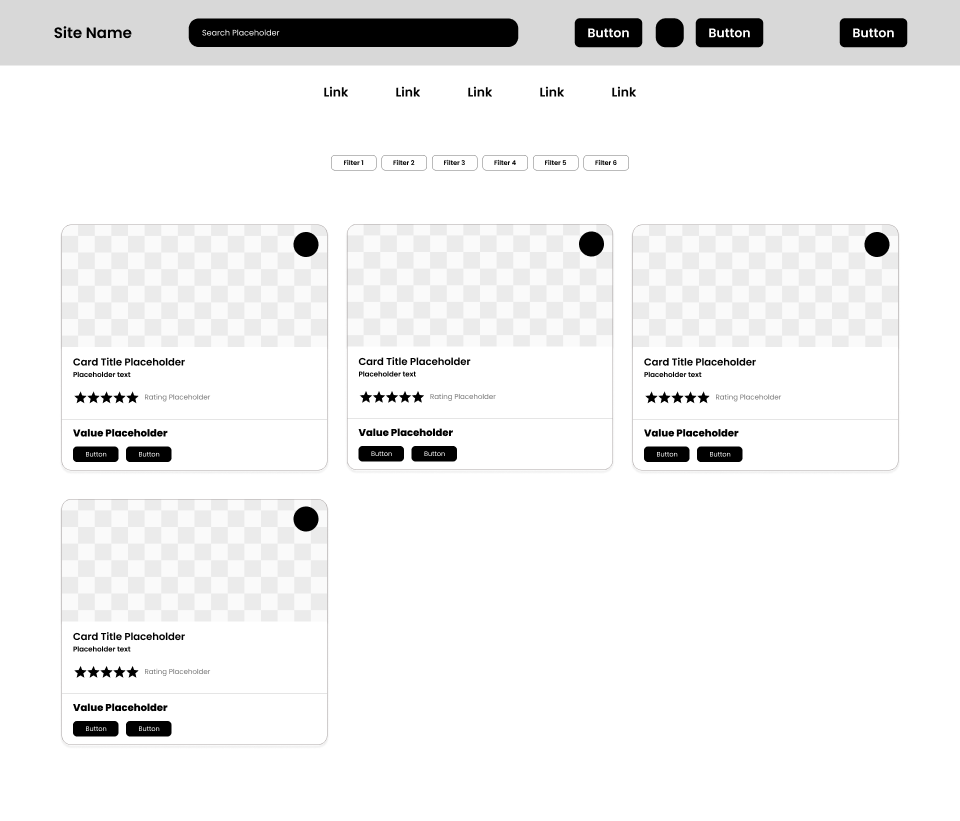 Site Name Search Placeholder Button Button Button
Link Link Link Link Link
Filter 1 Filter 2 Filter 3 Filter 4 Filter 5 Filter 6
Card Title Placeholder
Placeholder text
Rating Placeholder
Value Placeholder
Button Button
Card Title Placeholder
Placeholder text
Rating Placeholder
Value Placeholder
Button Button
Card Title Placeholder
Placeholder text
Rating Placeholder
Value Placeholder
Button Button
Card Title Placeholder
Placeholder text
Rating Placeholder
Value Placeholder
Button Button